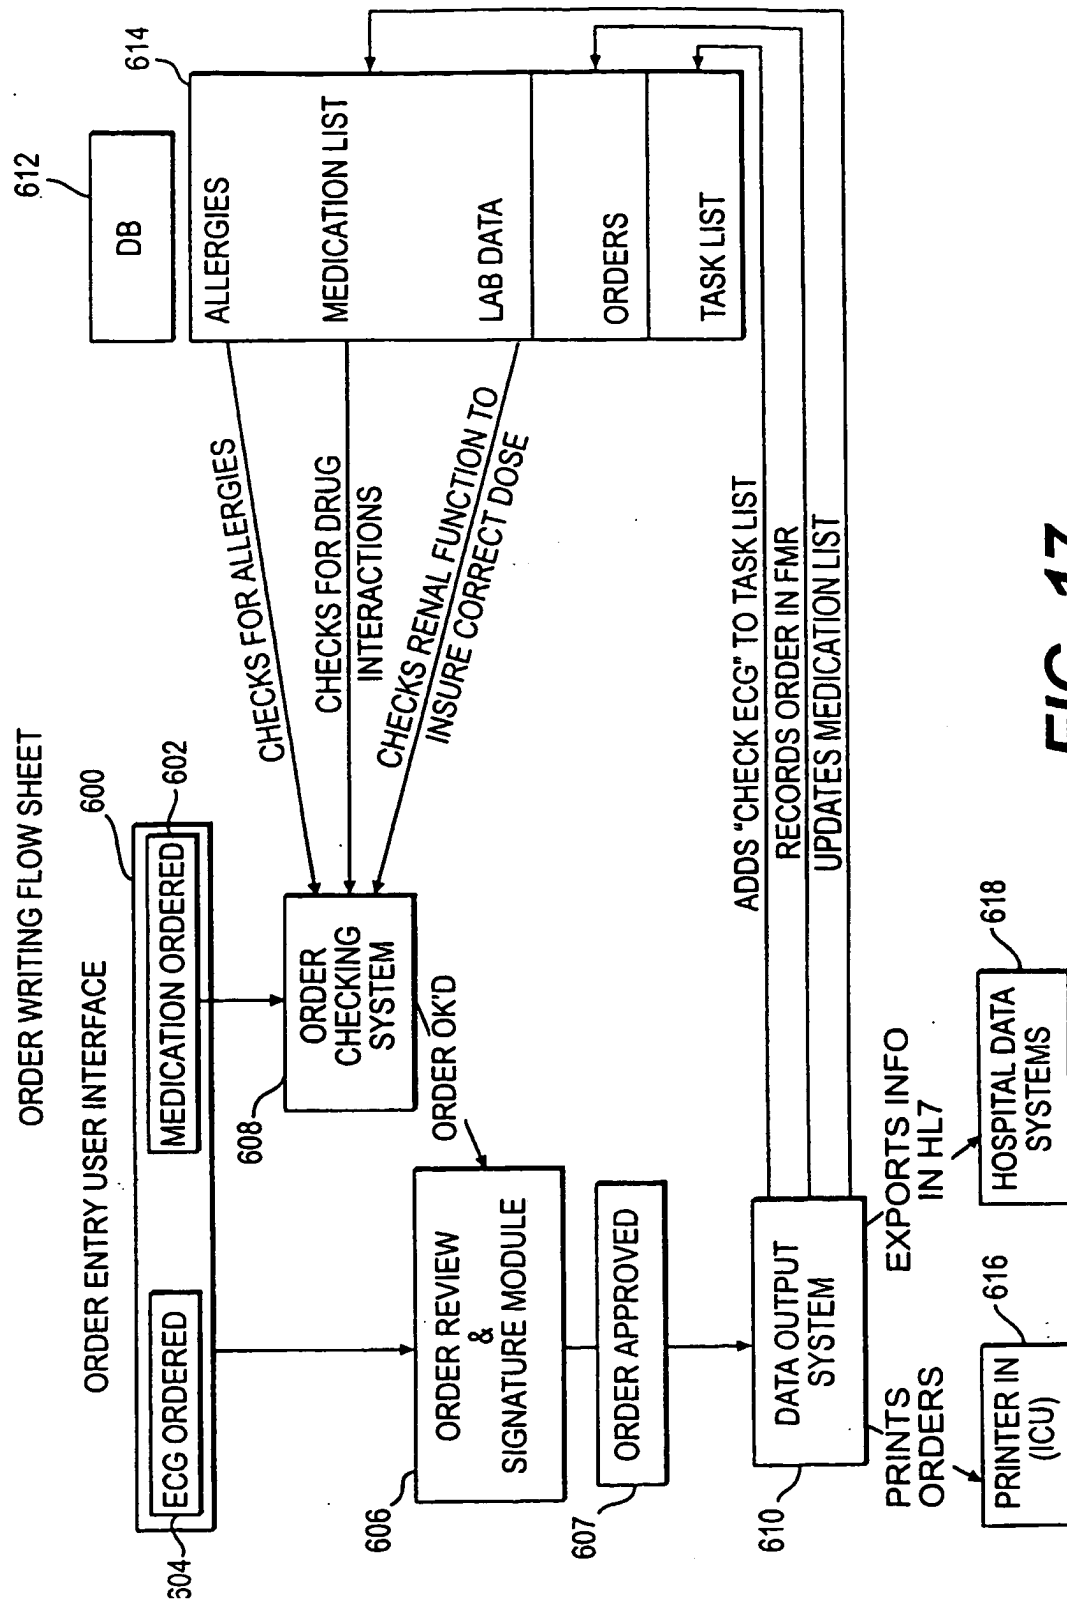 ORDER WRITING FLOW SHEET
ORDER ENTRY USER INTERFACE
600
ECG ORDERED
604
MEDICATION ORDERED
602
612
DB
614
ALLERGIES
MEDICATION LIST
LAB DATA
ORDERS
TASK LIST
CHECKS FOR ALLERGIES
CHECKS FOR DRUG
INTERACTIONS
CHECKS RENAL FUNCTION TO
INSURE CORRECT DOSE
608
ORDER
CHECKING
SYSTEM
ORDER OK'D
606
ORDER REVIEW
&
SIGNATURE MODULE
607
ORDER APPROVED
610
DATA OUTPUT
SYSTEM
ADDS "CHECK ECG" TO TASK LIST
RECORDS ORDER IN FMR
UPDATES MEDICATION LIST
PRINTS
ORDERS
EXPORTS INFO
IN HL7
616
PRINTER IN
(ICU)
618
HOSPITAL DATA
SYSTEMS
FIG. 17